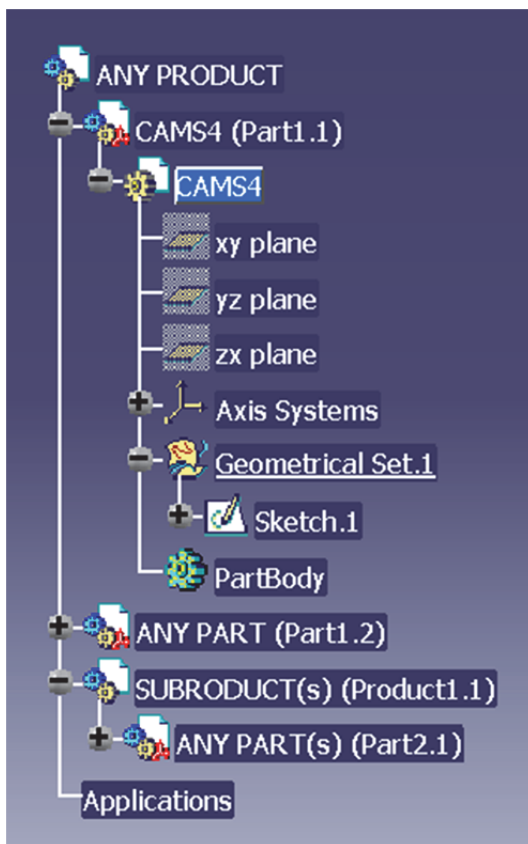 ANY PRODUCT
CAMS4 (Part1.1)
CAMS4
xy plane
yz plane
zx plane
Axis Systems
Geometrical Set.1
Sketch.1
PartBody
ANY PART (Part1.2)
SUBRODUCT(s) (Product1.1)
ANY PART(s) (Part2.1)
Applications